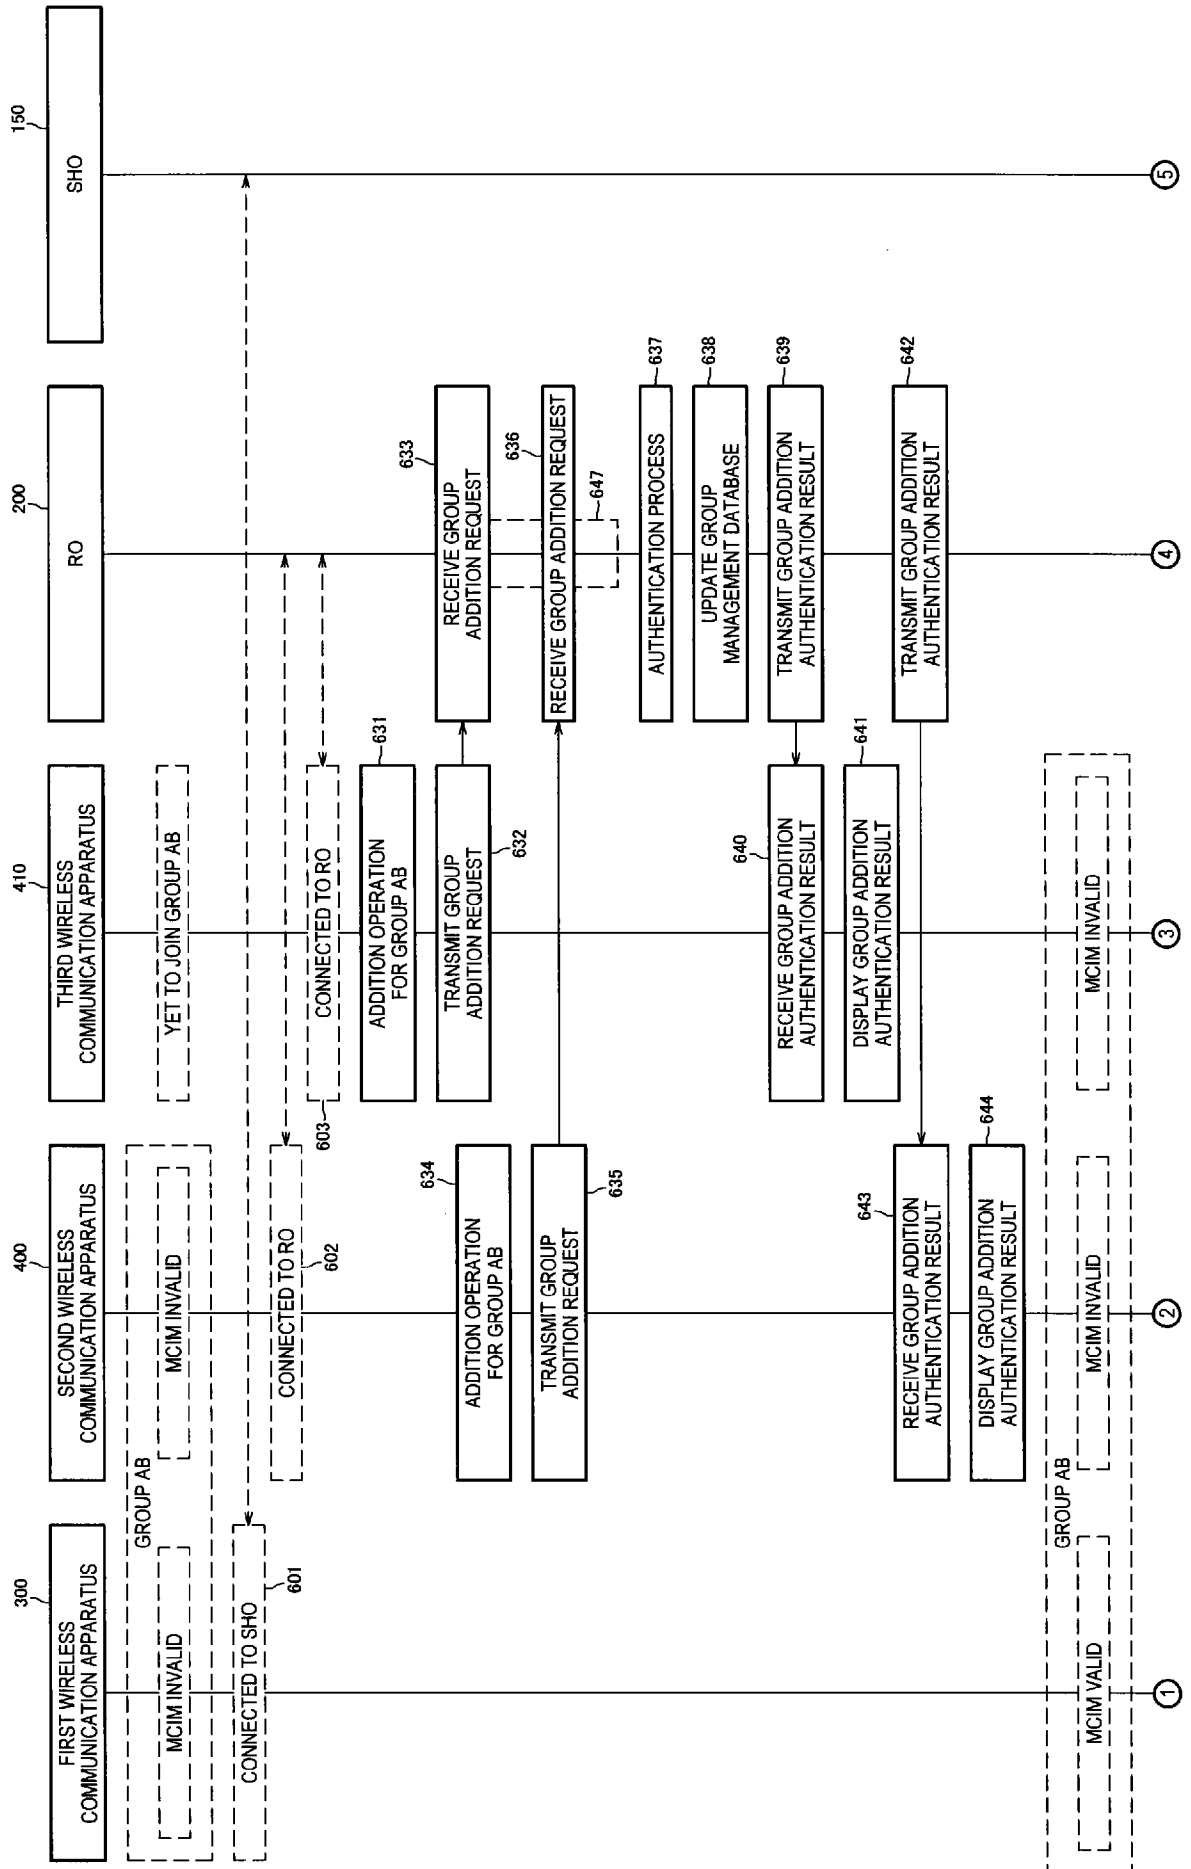 300
FIRST WIRELESS
COMMUNICATION APPARATUS
400
SECOND WIRELESS
COMMUNICATION APPARATUS
410
THIRD WIRELESS
COMMUNICATION APPARATUS
200
RO
150
SHO
GROUP AB
MCIM INVALID
MCIM INVALID
YET TO JOIN GROUP AB
CONNECTED TO SHO
601
CONNECTED TO RO
602
CONNECTED TO RO
603
ADDITION OPERATION
FOR GROUP AB
631
TRANSMIT GROUP
ADDITION REQUEST
632
RECEIVE GROUP
ADDITION REQUEST
633
ADDITION OPERATION
FOR GROUP AB
634
TRANSMIT GROUP
ADDITION REQUEST
635
RECEIVE GROUP ADDITION REQUEST
636
647
AUTHENTICATION PROCESS
637
UPDATE GROUP
MANAGEMENT DATABASE
638
TRANSMIT GROUP ADDITION
AUTHENTICATION RESULT
639
RECEIVE GROUP ADDITION
AUTHENTICATION RESULT
640
DISPLAY GROUP ADDITION
AUTHENTICATION RESULT
641
TRANSMIT GROUP ADDITION
AUTHENTICATION RESULT
642
RECEIVE GROUP ADDITION
AUTHENTICATION RESULT
643
DISPLAY GROUP ADDITION
AUTHENTICATION RESULT
644
GROUP AB
MCIM VALID
MCIM INVALID
MCIM INVALID
1
2
3
4
5